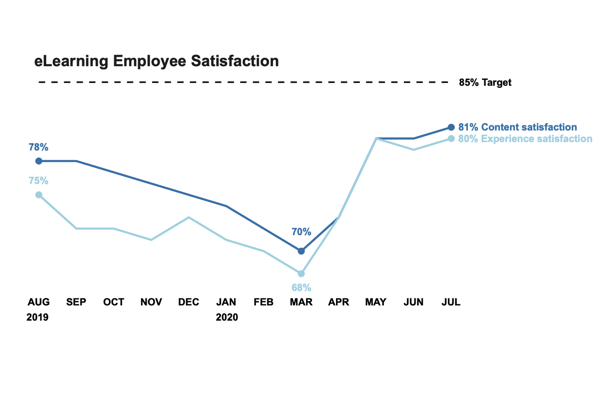 eLearning Employee Satisfaction
85% Target
81% Content satisfaction
80% Experience satisfaction
78%
75%
70%
68%
AUG SEP OCT NOV DEC JAN FEB MAR APR MAY JUN JUL
2019 2020